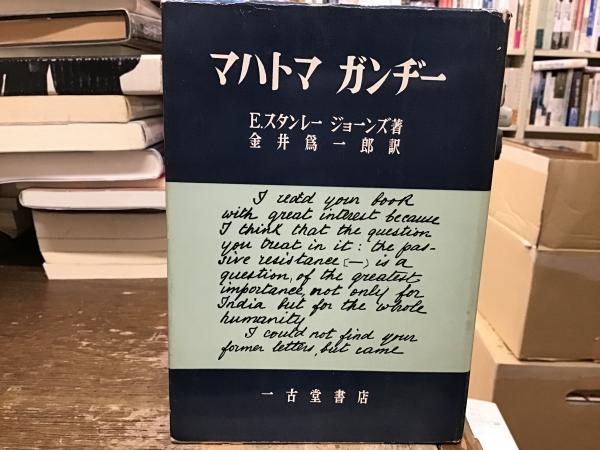 マハトマ ガンヂー
E.スタンレー ジョーンズ著
金井爲一郎訳
I read your book
with great interest because
I think that the question
you treat in it : the pas-
sive resistance (—) is a
question, of the greatest
importance, not only for
India but for the whole
humanity
I could not find your
former letters, but came
一古堂書店